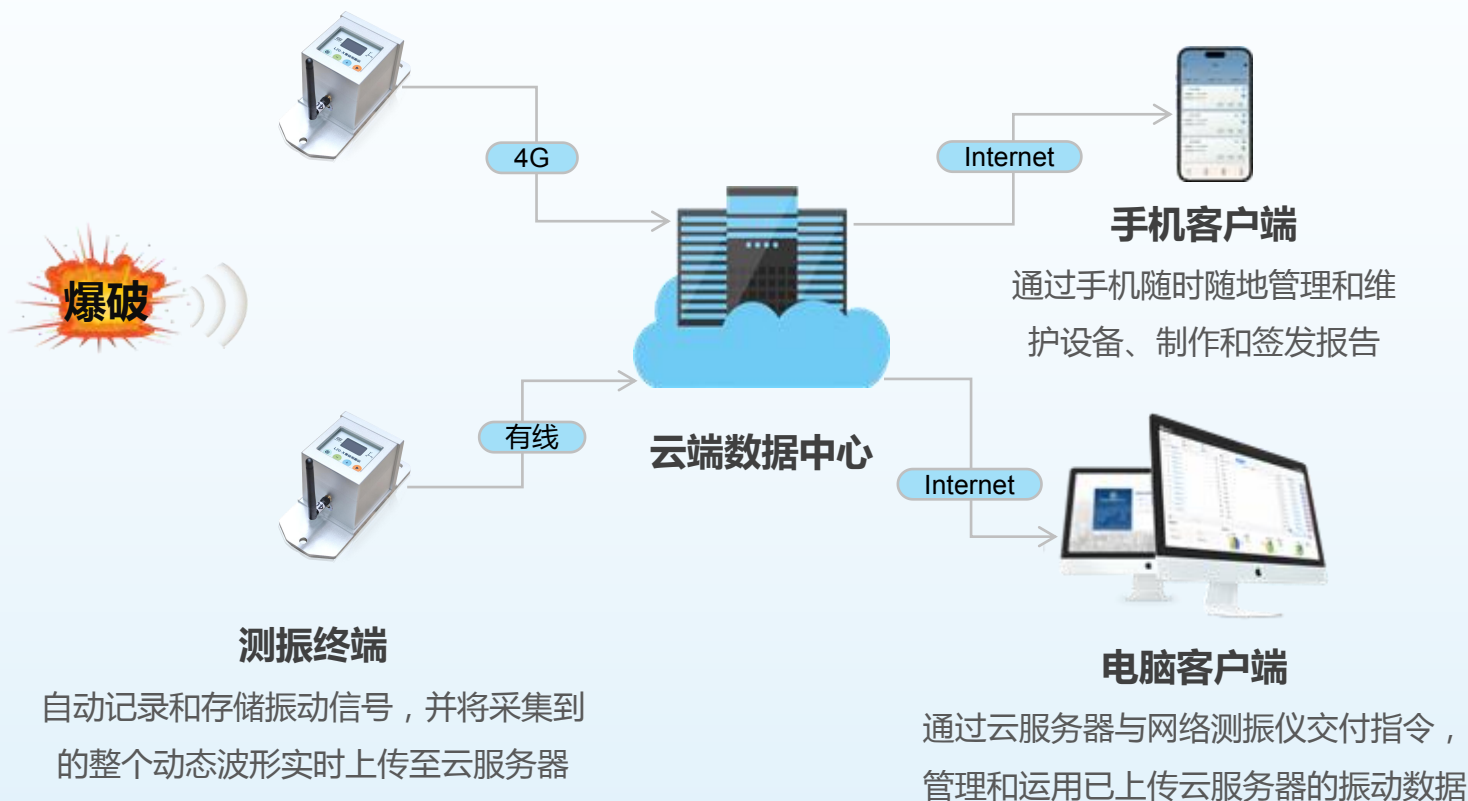 4G
Internet
手机客户端
通过手机随时随地管理和维
护设备、制作和签发报告
爆破
有线
云端数据中心
Internet
测振终端
自动记录和存储振动信号，并将采集到
的整个动态波形实时上传至云服务器
电脑客户端
通过云服务器与网络测振仪交付指令，
管理和运用已上传云服务器的振动数据